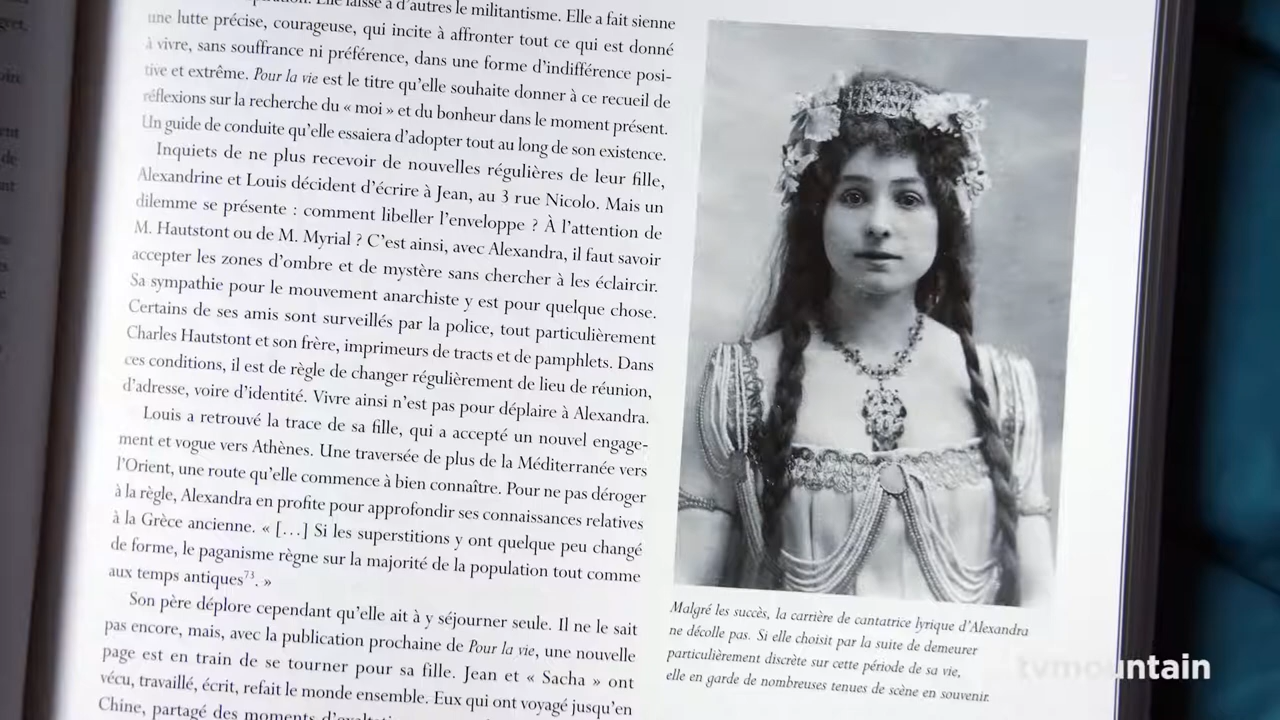 Elle laisse à d'autres le militantisme. Elle a fait sienne
une lutte précise, courageuse, qui incite à affronter tout ce qui est donné
à vivre, sans souffrance ni préférence, dans une forme d'indifférence posi-
tive et extrême. Pour la vie est le titre qu'elle souhaite donner à ce recueil de
réflexions sur la recherche du « moi » et du bonheur dans le moment présent.
Un guide de conduite qu'elle essaiera d'adopter tout au long de son existence.
Inquiets de ne plus recevoir de nouvelles régulières de leur fille,
Alexandrine et Louis décident d'écrire à Jean, au 3 rue Nicolo. Mais un
dilemme se présente : comment libeller l'enveloppe ? À l'attention de
M. Hautstont ou de M. Myrial ? C'est ainsi, avec Alexandra, il faut savoir
accepter les zones d'ombre et de mystère sans chercher à les éclaircir.
Sa sympathie pour le mouvement anarchiste y est pour quelque chose.
Certains de ses amis sont surveillés par la police, tout particulièrement
Charles Hautstont et son frère, imprimeurs de tracts et de pamphlets. Dans
ces conditions, il est de règle de changer régulièrement de lieu de réunion,
d'adresse, voire d'identité. Vivre ainsi n'est pas pour déplaire à Alexandra.
Louis a retrouvé la trace de sa fille, qui a accepté un nouvel engage-
ment et vogue vers Athènes. Une traversée de plus de la Méditerranée vers
l'Orient, une route qu'elle commence à bien connaître. Pour ne pas déroger
à la règle, Alexandra en profite pour approfondir ses connaissances relatives
à la Grèce ancienne. « […] Si les superstitions y ont quelque peu changé
de forme, le paganisme règne sur la majorité de la population tout comme
aux temps antiques73. »
Son père déplore cependant qu'elle ait à y séjourner seule. Il ne le sait
pas encore, mais, avec la publication prochaine de Pour la vie, une nouvelle
page est en train de se tourner pour sa fille. Jean et « Sacha » ont
vécu, travaillé, écrit, refait le monde ensemble. Eux qui ont voyagé jusqu'en
Chine, partagé des moments
Malgré les succès, la carrière de cantatrice lyrique d'Alexandra
ne décolle pas. Si elle choisit par la suite de demeurer
particulièrement discrète sur cette période de sa vie,
elle en garde de nombreuses tenues de scène en souvenir.
tvmountain